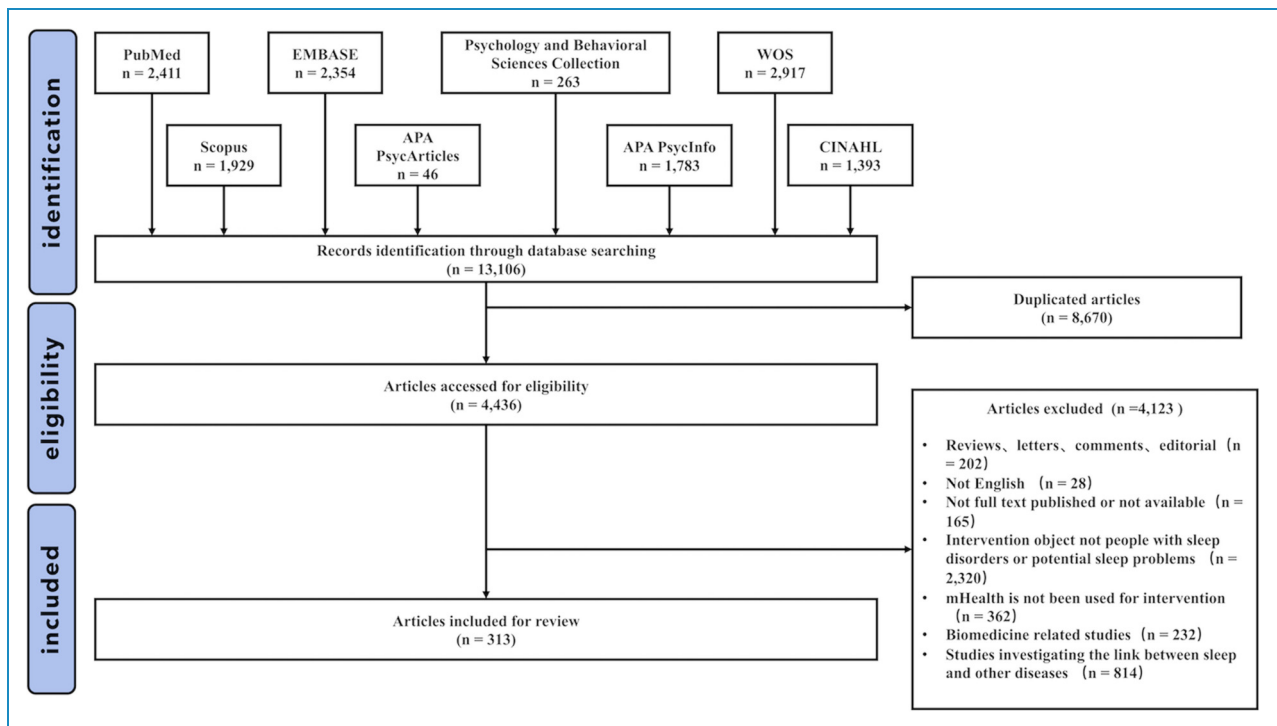 identification
PubMed
n = 2,411
EMBASE
n = 2,354
Psychology and Behavioral
Sciences Collection
n = 263
WOS
n = 2,917
Scopus
n = 1,929
APA
PsycArticles
n = 46
APA PsycInfo
n = 1,783
CINAHL
n = 1,393
Records identification through database searching
(n = 13,106)
Duplicated articles
(n = 8,670)
eligibility
Articles accessed for eligibility
(n = 4,436)
Articles excluded (n =4,123 )
• Reviews、letters、comments、editorial（n
= 202)
• Not English （n = 28)
• Not full text published or not available（n =
165)
• Intervention object not people with sleep
disorders or potential sleep problems （n =
2,320)
• mHealth is not been used for intervention
（n = 362)
• Biomedicine related studies（n = 232)
• Studies investigating the link between sleep
and other diseases （n = 814)
included
Articles included for review
(n = 313)